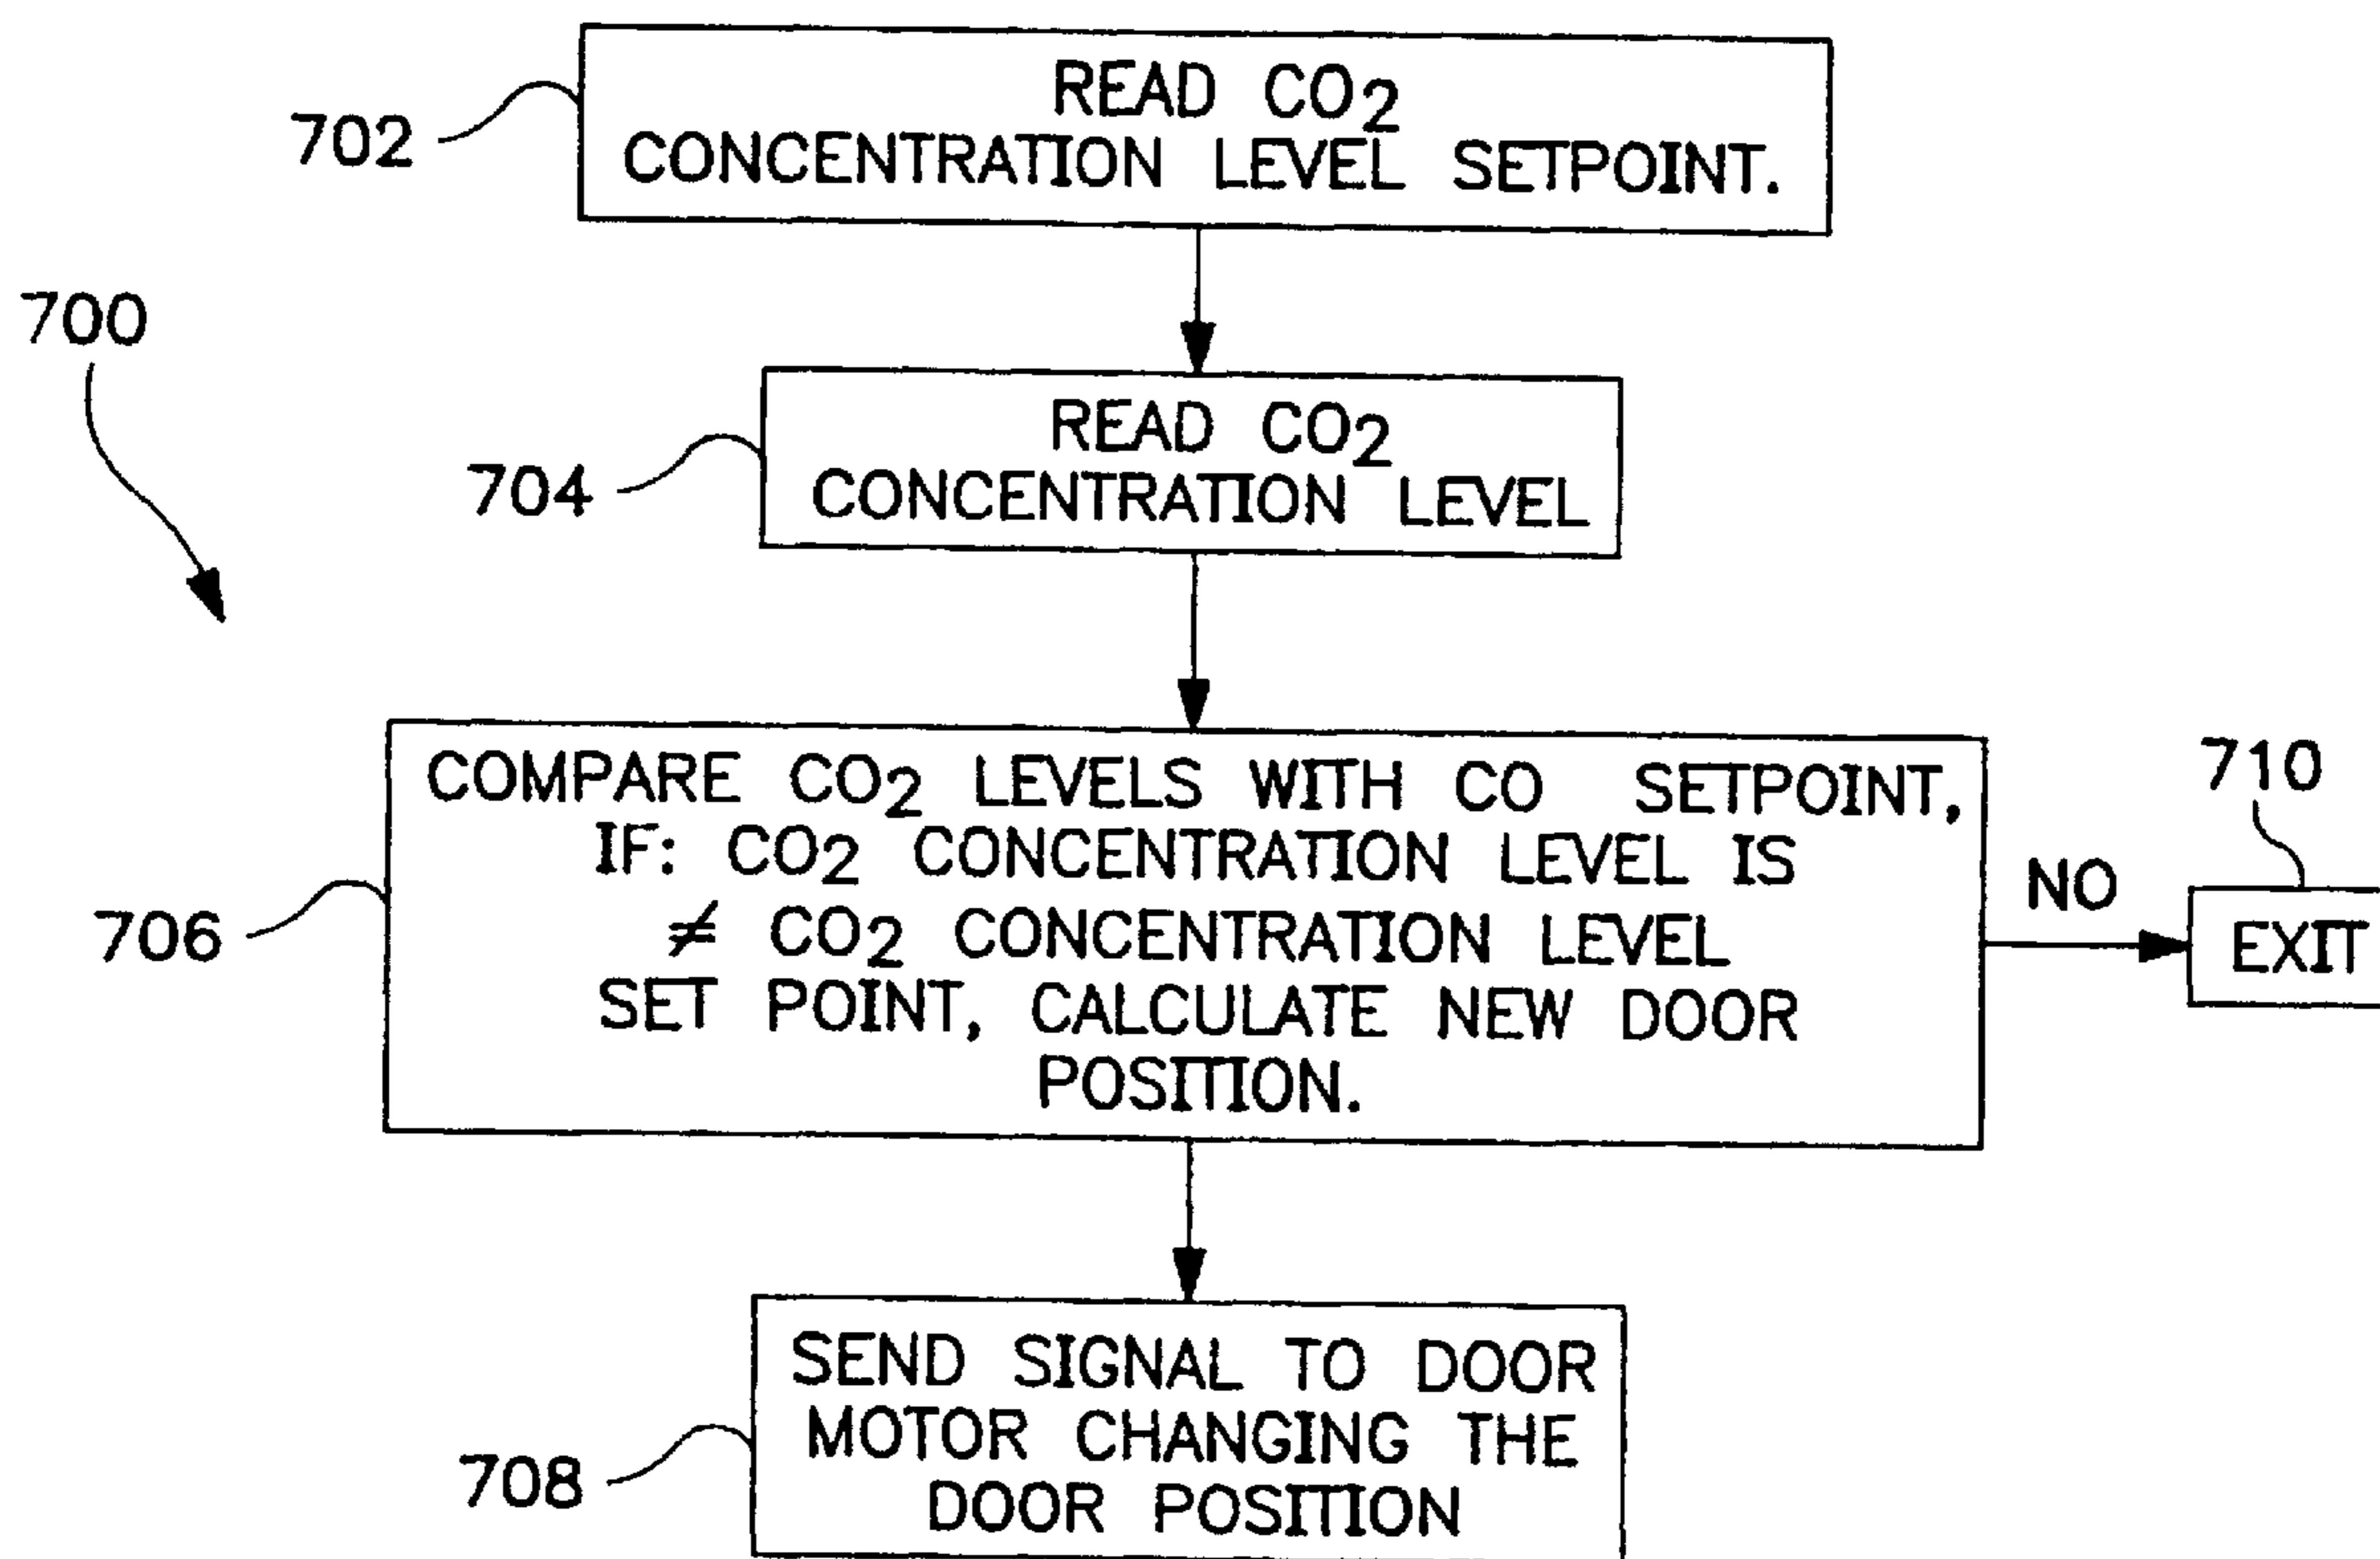 READ CO2
CONCENTRATION LEVEL SETPOINT.
702
700
READ CO2
CONCENTRATION LEVEL
704
COMPARE CO2 LEVELS WITH CO SETPOINT,
IF: CO2 CONCENTRATION LEVEL IS
≠ CO2 CONCENTRATION LEVEL
SET POINT, CALCULATE NEW DOOR
POSITION.
706
NO
710
EXIT
SEND SIGNAL TO DOOR
MOTOR CHANGING THE
DOOR POSITION
708